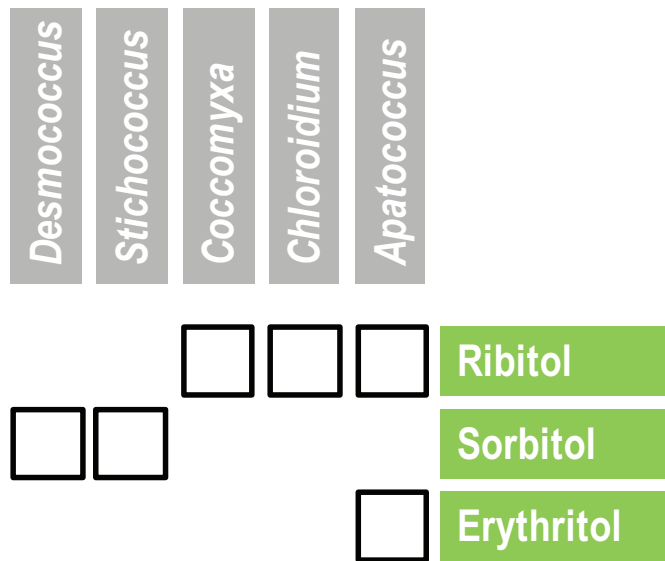 Desmococcus
Stichococcus
Coccomyxa
Chloroidium
Apatococcus
Ribitol
Sorbitol
Erythritol